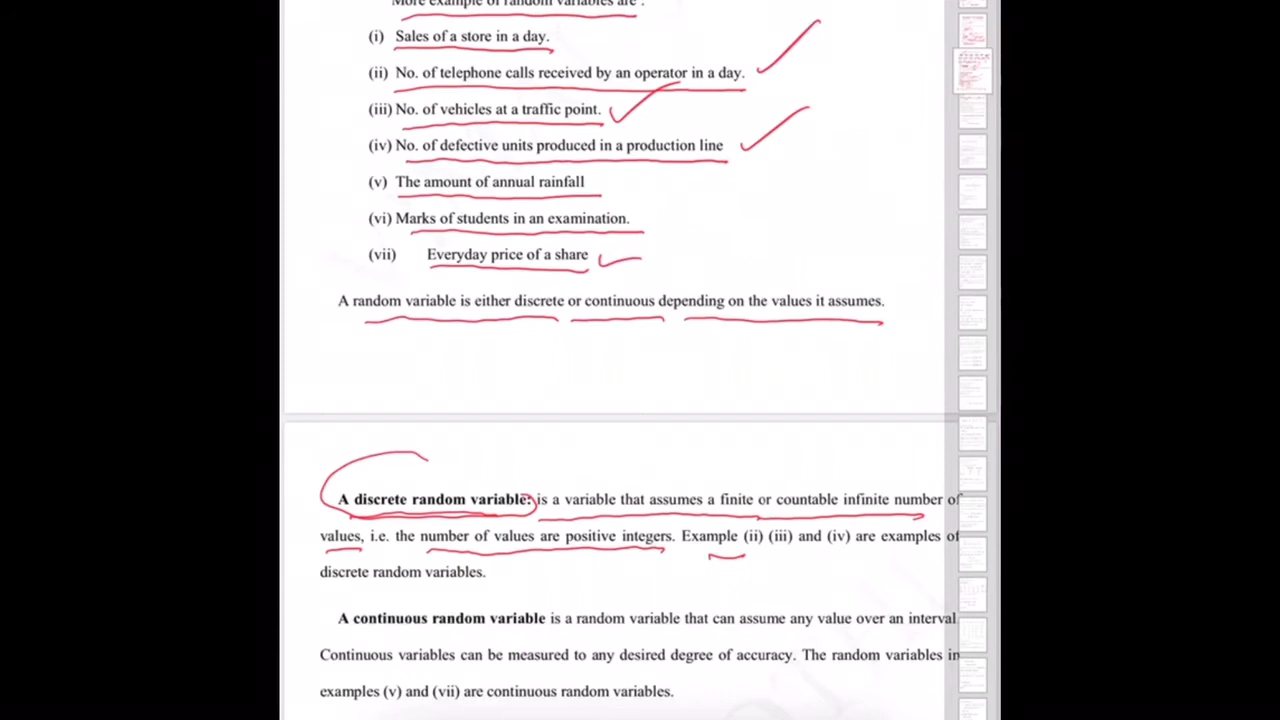 More example of random variables are :
(i) Sales of a store in a day.
(ii) No. of telephone calls received by an operator in a day.
(iii) No. of vehicles at a traffic point.
(iv) No. of defective units produced in a production line
(v) The amount of annual rainfall
(vi) Marks of students in an examination.
(vii) Everyday price of a share
A random variable is either discrete or continuous depending on the values it assumes.
A discrete random variable: is a variable that assumes a finite or countable infinite number of
values, i.e. the number of values are positive integers. Example (ii) (iii) and (iv) are examples of
discrete random variables.
A continuous random variable is a random variable that can assume any value over an interval.
Continuous variables can be measured to any desired degree of accuracy. The random variables in
examples (v) and (vii) are continuous random variables.